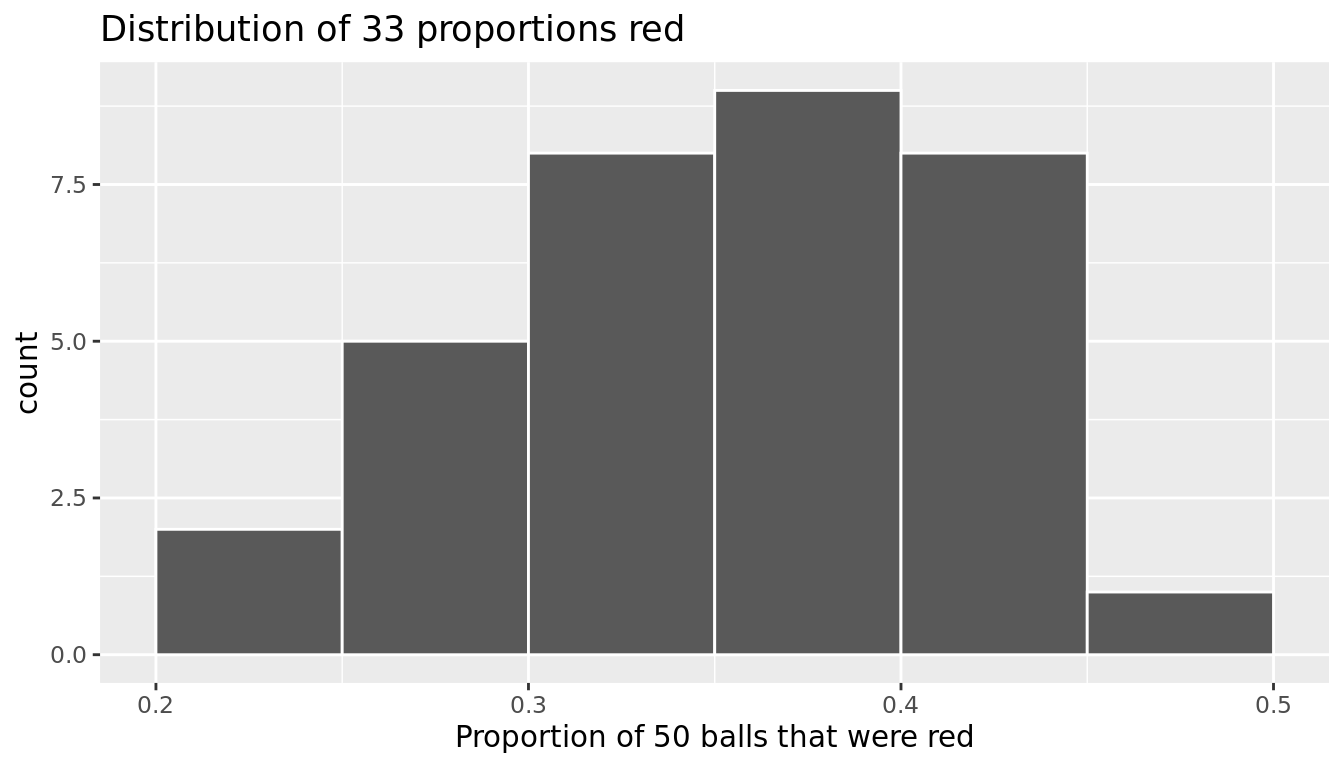 Distribution of 33 proportions red
count
7.5
5.0
2.5
0.0
0.2 0.3 0.4 0.5
Proportion of 50 balls that were red